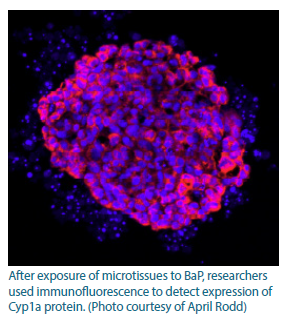 After exposure of microtissues to BaP, researchers
used immunofluorescence to detect expression of
Cyp1a protein. (Photo courtesy of April Rodd)